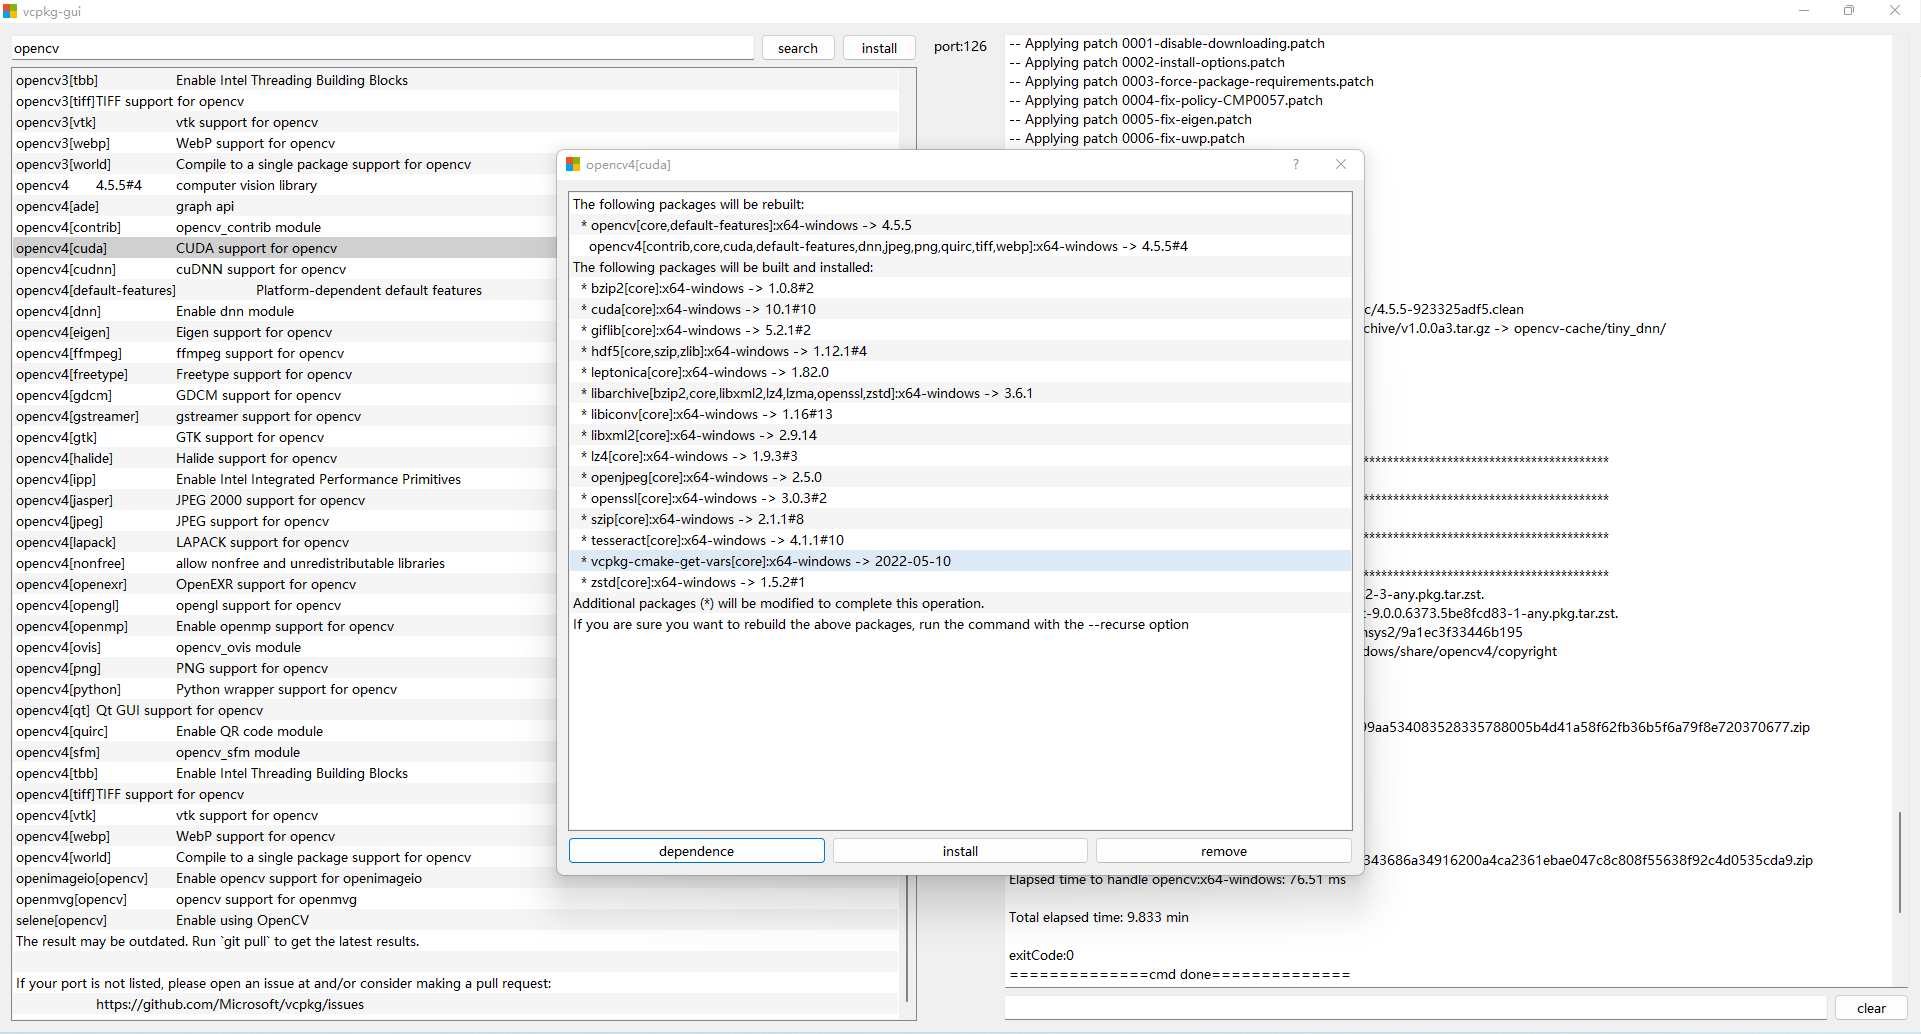 vcpkg-gui
opencv
search
install
port:126
opencv3[tbb] Enable Intel Threading Building Blocks
opencv3[tiff]TIFF support for opencv
opencv3[vtk] vtk support for opencv
opencv3[webp] WebP support for opencv
opencv3[world] Compile to a single package support for opencv
opencv4 4.5.5#4 computer vision library
opencv4[ade] graph api
opencv4[contrib] opencv_contrib module
opencv4[cuda] CUDA support for opencv
opencv4[cudnn] cuDNN support for opencv
opencv4[default-features] Platform-dependent default features
opencv4[dnn] Enable dnn module
opencv4[eigen] Eigen support for opencv
opencv4[ffmpeg] ffmpeg support for opencv
opencv4[freetype] Freetype support for opencv
opencv4[gdcm] GDCM support for opencv
opencv4[gstreamer] gstreamer support for opencv
opencv4[gtk] GTK support for opencv
opencv4[halide] Halide support for opencv
opencv4[ipp] Enable Intel Integrated Performance Primitives
opencv4[jasper] JPEG 2000 support for opencv
opencv4[jpeg] JPEG support for opencv
opencv4[lapack] LAPACK support for opencv
opencv4[nonfree] allow nonfree and unredistributable libraries
opencv4[openexr] OpenEXR support for opencv
opencv4[opengl] opengl support for opencv
opencv4[openmp] Enable openmp support for opencv
opencv4[ovis] opencv_ovis module
opencv4[png] PNG support for opencv
opencv4[python] Python wrapper support for opencv
opencv4[qt] Qt GUI support for opencv
opencv4[quirc] Enable QR code module
opencv4[sfm] opencv_sfm module
opencv4[tbb] Enable Intel Threading Building Blocks
opencv4[tiff]TIFF support for opencv
opencv4[vtk] vtk support for opencv
opencv4[webp] WebP support for opencv
opencv4[world] Compile to a single package support for opencv
openimageio[opencv] Enable opencv support for openimageio
openmvg[opencv] opencv support for openmvg
selene[opencv] Enable using OpenCV
The result may be outdated. Run `git pull` to get the latest results.
If your port is not listed, please open an issue at and/or consider making a pull request:
https://github.com/Microsoft/vcpkg/issues
opencv4[cuda]
?
The following packages will be rebuilt:
* opencv[core,default-features]:x64-windows -> 4.5.5
opencv4[contrib,core,cuda,default-features,dnn,jpeg,png,quirc,tiff,webp]:x64-windows -> 4.5.5#4
The following packages will be built and installed:
* bzip2[core]:x64-windows -> 1.0.8#2
* cuda[core]:x64-windows -> 10.1#10
* giflib[core]:x64-windows -> 5.2.1#2
* hdf5[core,szip,zlib]:x64-windows -> 1.12.1#4
* leptonica[core]:x64-windows -> 1.82.0
* libarchive[bzip2,core,libxml2,lz4,lzma,openssl,zstd]:x64-windows -> 3.6.1
* libiconv[core]:x64-windows -> 1.16#13
* libxml2[core]:x64-windows -> 2.9.14
* lz4[core]:x64-windows -> 1.9.3#3
* openjpeg[core]:x64-windows -> 2.5.0
* openssl[core]:x64-windows -> 3.0.3#2
* szip[core]:x64-windows -> 2.1.1#8
* tesseract[core]:x64-windows -> 4.1.1#10
* vcpkg-cmake-get-vars[core]:x64-windows -> 2022-05-10
* zstd[core]:x64-windows -> 1.5.2#1
Additional packages (*) will be modified to complete this operation.
If you are sure you want to rebuild the above packages, run the command with the --recurse option
dependence
install
remove
-- Applying patch 0001-disable-downloading.patch
-- Applying patch 0002-install-options.patch
-- Applying patch 0003-force-package-requirements.patch
-- Applying patch 0004-fix-policy-CMP0057.patch
-- Applying patch 0005-fix-eigen.patch
-- Applying patch 0006-fix-uwp.patch
c/4.5.5-923325adf5.clean
chive/v1.0.0a3.tar.gz -> opencv-cache/tiny_dnn/
*****************************************
*****************************************
*****************************************
*****************************************
2-3-any.pkg.tar.zst.
-9.0.0.6373.5be8fcd83-1-any.pkg.tar.zst.
sys2/9a1ec3f33446b195
dows/share/opencv4/copyright
9aa534083528335788005b4d41a58f62fb36b5f6a79f8e720370677.zip
343686a34916200a4ca2361ebae047c8c808f55638f92c4d0535cda9.zip
Elapsed time to handle opencv:x64-windows: 76.51 ms
Total elapsed time: 9.833 min
exitCode:0
==============cmd done==============
clear